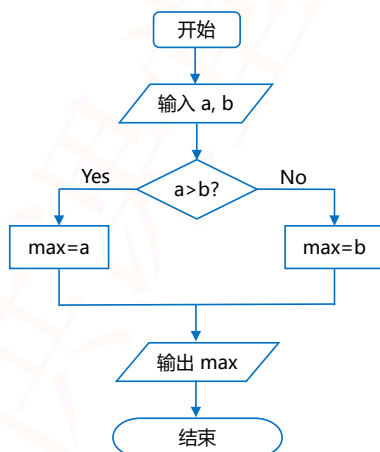 开始
输入 a, b
a>b?
Yes
No
max=a
max=b
输出 max
结束